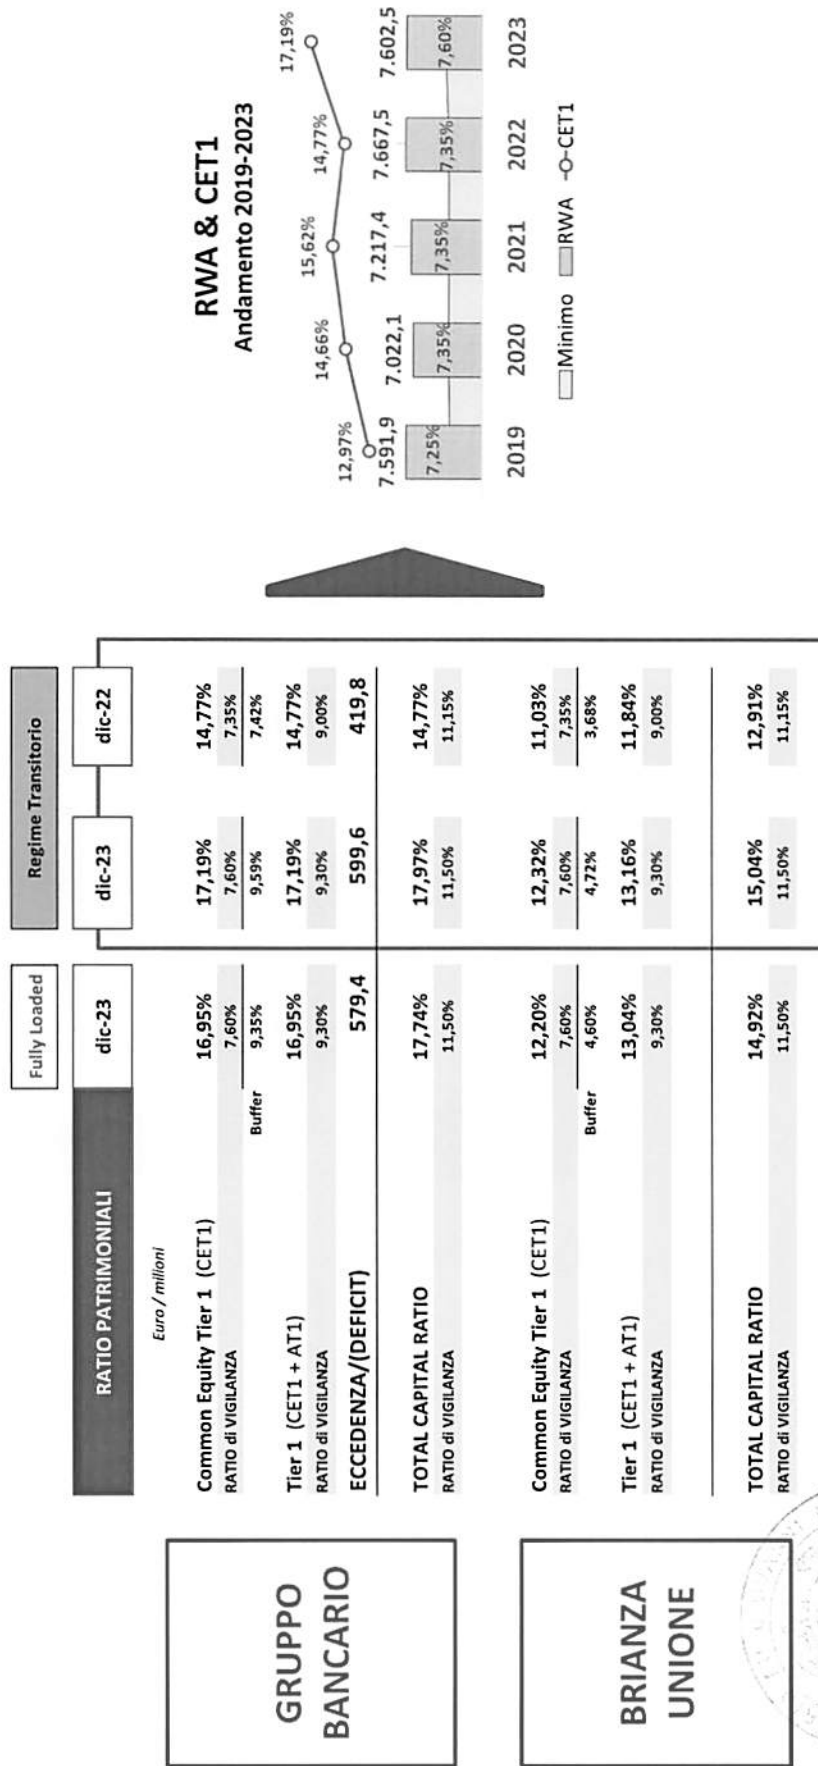 Fully Loaded
Regime Transitorio
RATIO PATRIMONIALI
dic-23
dic-23
dic-22
Euro / milioni
GRUPPO
BANCARIO
Common Equity Tier 1 (CET1) 16,95% 17,19% 14,77%
RATIO di VIGILANZA 7,60% 7,60% 7,35%
Buffer 9,35% 9,59% 7,42%
Tier 1 (CET1 + AT1) 16,95% 17,19% 14,77%
RATIO di VIGILANZA 9,30% 9,30% 9,00%
ECCEDENZA/(DEFICIT) 579,4 599,6 419,8
TOTAL CAPITAL RATIO 17,74% 17,97% 14,77%
RATIO di VIGILANZA 11,50% 11,50% 11,15%
BRIANZA
UNIONE
Common Equity Tier 1 (CET1) 12,20% 12,32% 11,03%
RATIO di VIGILANZA 7,60% 7,60% 7,35%
Buffer 4,60% 4,72% 3,68%
Tier 1 (CET1 + AT1) 13,04% 13,16% 11,84%
RATIO di VIGILANZA 9,30% 9,30% 9,00%
TOTAL CAPITAL RATIO 14,92% 15,04% 12,91%
RATIO di VIGILANZA 11,50% 11,50% 11,15%
RWA & CET1
Andamento 2019-2023
12,97% 14,66% 15,62% 14,77% 17,19%
7.591,9 7.022,1 7.217,4 7.667,5 7.602,5
7,25% 7,35% 7,35% 7,35% 7,60%
2019 2020 2021 2022 2023
Minimo RWA CET1